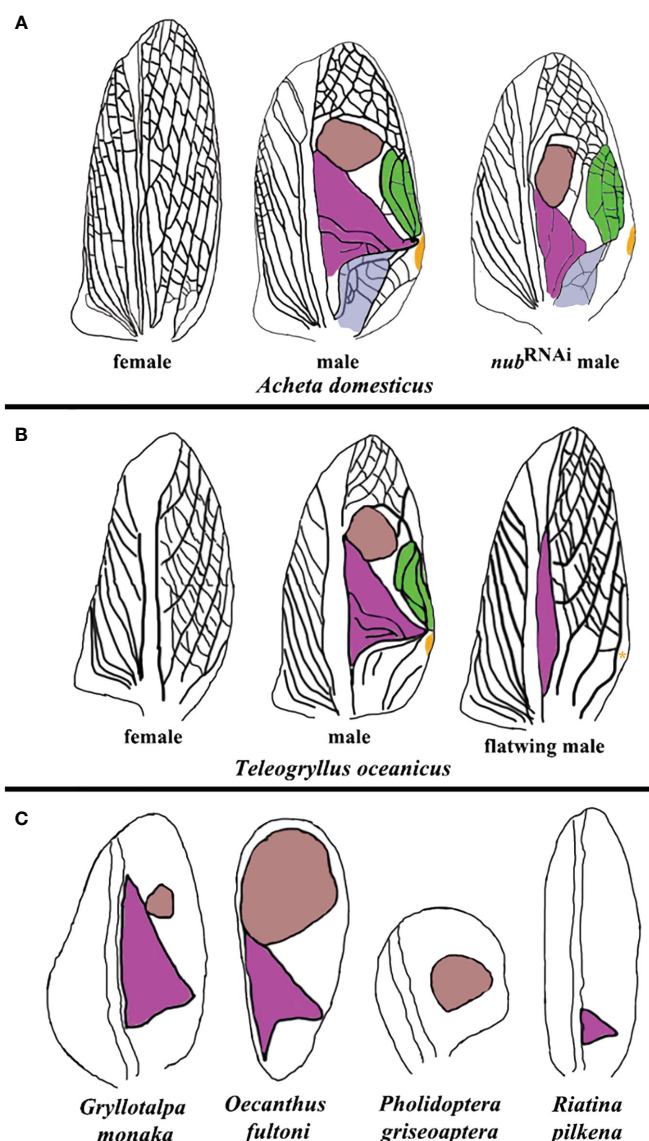 A
female male nubRNAi male
Acheta domesticus
B
female male flatwing male
Teleogryllus oceanicus
*
C
Gryllotalpa monaka
Oecanthus fultoni
Pholidoptera griseoaptera
Riatina pilkena